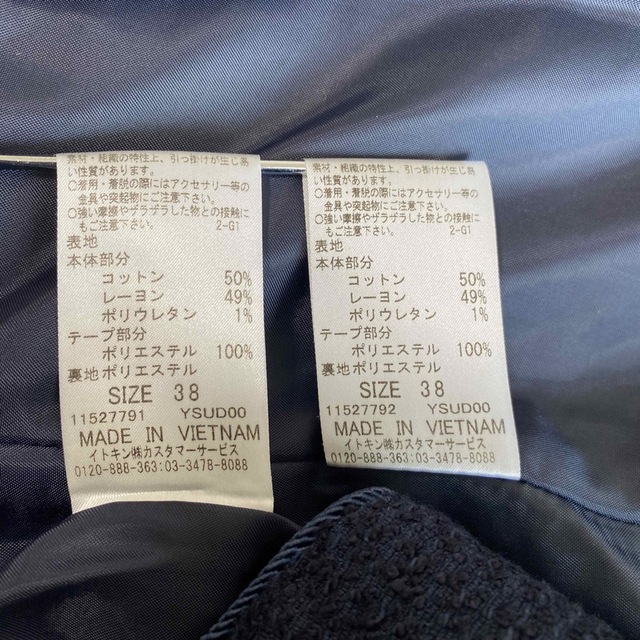 素材・組織の特性上、引っ掛けが生じ易
い性質があります。
○着用・着脱の際にはアクセサリー等の
金具や突起物にご注意下さい。
○強い摩擦やザラザラした物との接触に
もご注意下さい。 2-G1
表地
本体部分
コットン 50%
レーヨン 49%
ポリウレタン 1%
テープ部分
ポリエステル 100%
裏地ポリエステル
SIZE 38
11527791 YSUD00
MADE IN VIETNAM
イトキン㈱カスタマーサービス
0120-888-363:03-3478-8088
素材・組織の特性上、引っ掛けが生じ易
い性質があります。
○着用・着脱の際にはアクセサリー等の
金具や突起物にご注意下さい。
○強い摩擦やザラザラした物との接触に
もご注意下さい。 2-G1
表地
本体部分
コットン 50%
レーヨン 49%
ポリウレタン 1%
テープ部分
ポリエステル 100%
裏地ポリエステル
SIZE 38
11527792 YSUD00
MADE IN VIETNAM
イトキン㈱カスタマーサービス
0120-888-363:03-3478-8088